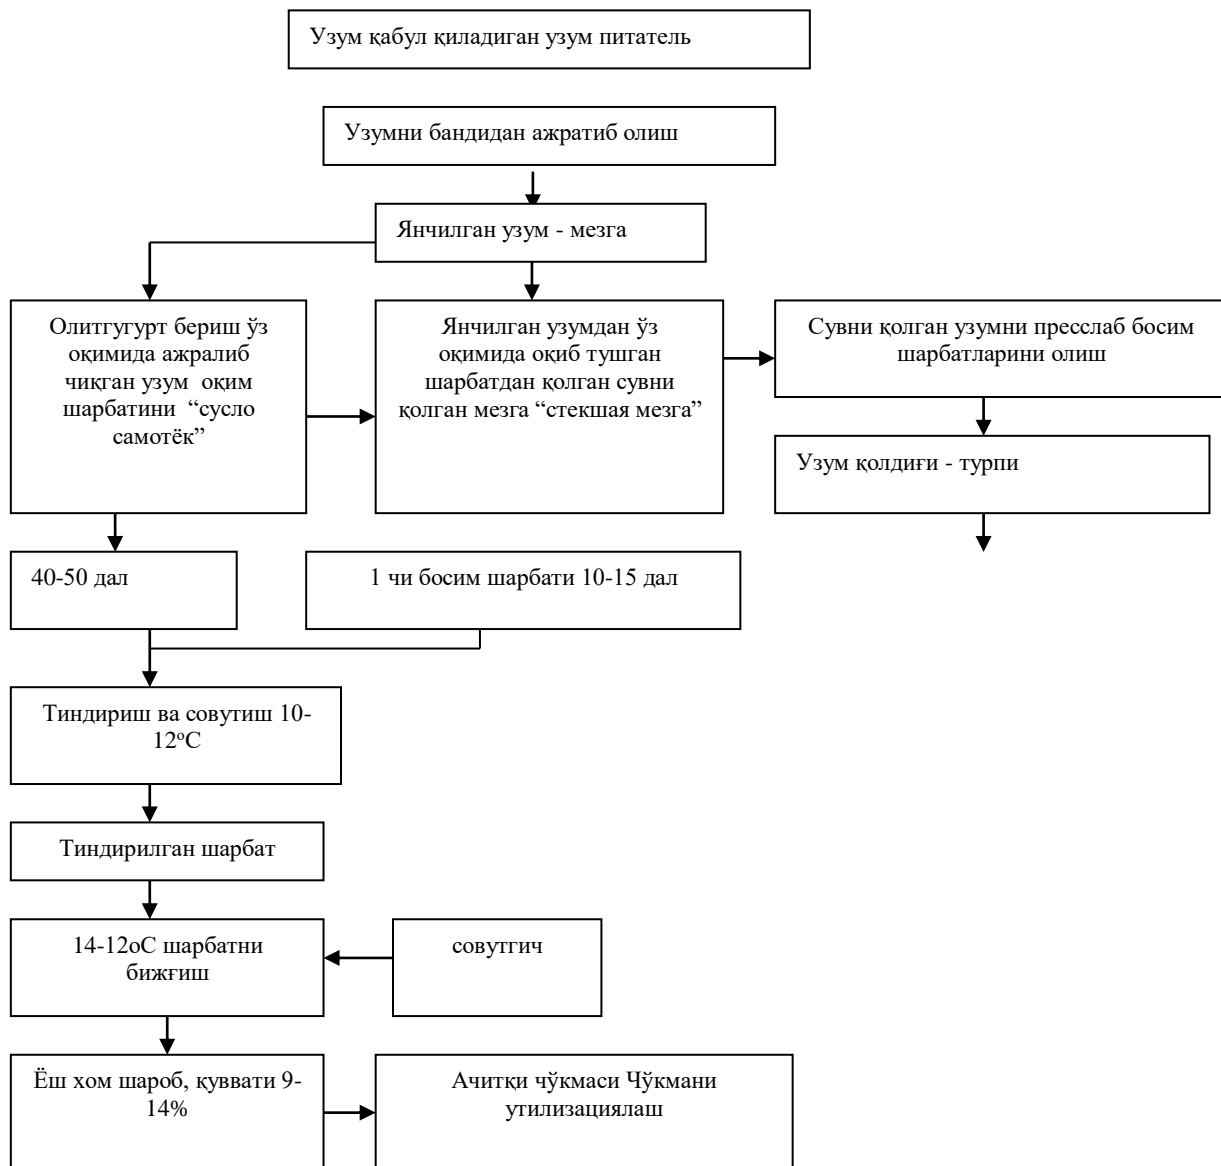 Узум қабул қиладиган узум питатель
Узумни бандидан ажратиб олиш
Янчилган узум - мезга
Олитгугурт бериш ўз
оқимида ажралиб
чиқган узум оқим
шарбатини “сусло
самотёк”
Янчилган узумдан ўз
оқимида оқиб тушган
шарбатдан қолган сувни
қолган мезга “стекшая мезга”
Сувни қолган узумни пресслаб босим
шарбатларини олиш
Узум қолдиғи - турпи
40-50 дал
1 чи босим шарбати 10-15 дал
Тиндириш ва совутиш 10-
12ºС
Тиндирилган шарбат
14-12оС шарбатни
бижғиш
совутгич
Ёш хом шароб, қуввати 9-
14%
Ачитқи чўкмаси Чўкмани
утилизациялаш